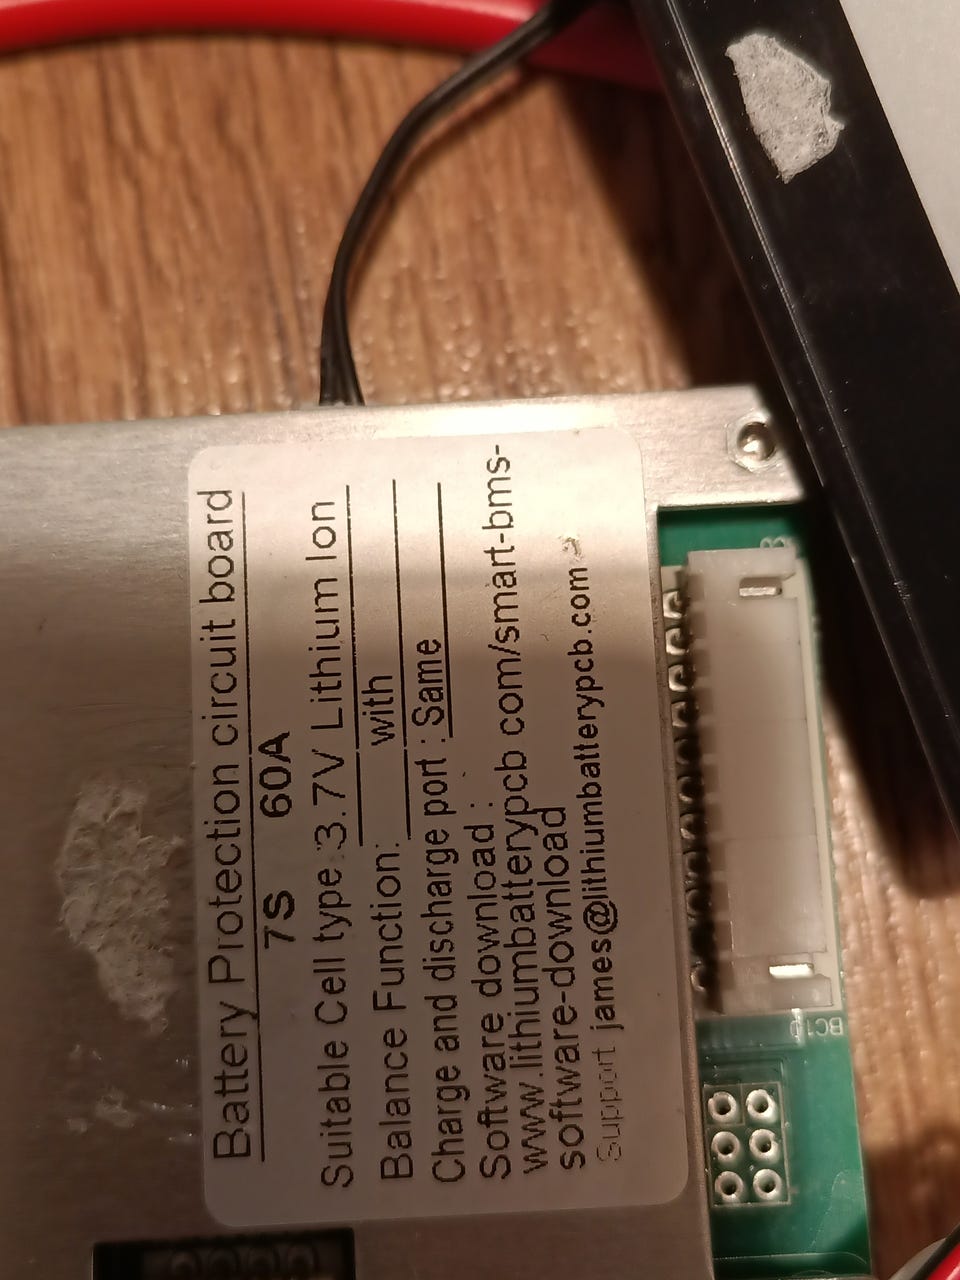 Battery Protection circuit board
7S 60A
Suitable Cell type:3.7V Lithium Ion
Balance Function: with
Charge and discharge port : Same
Software download :
www.lithiumbatterypcb com/smart-bms-
software-download
Support james@lithiumbatterypcb.com
BC10